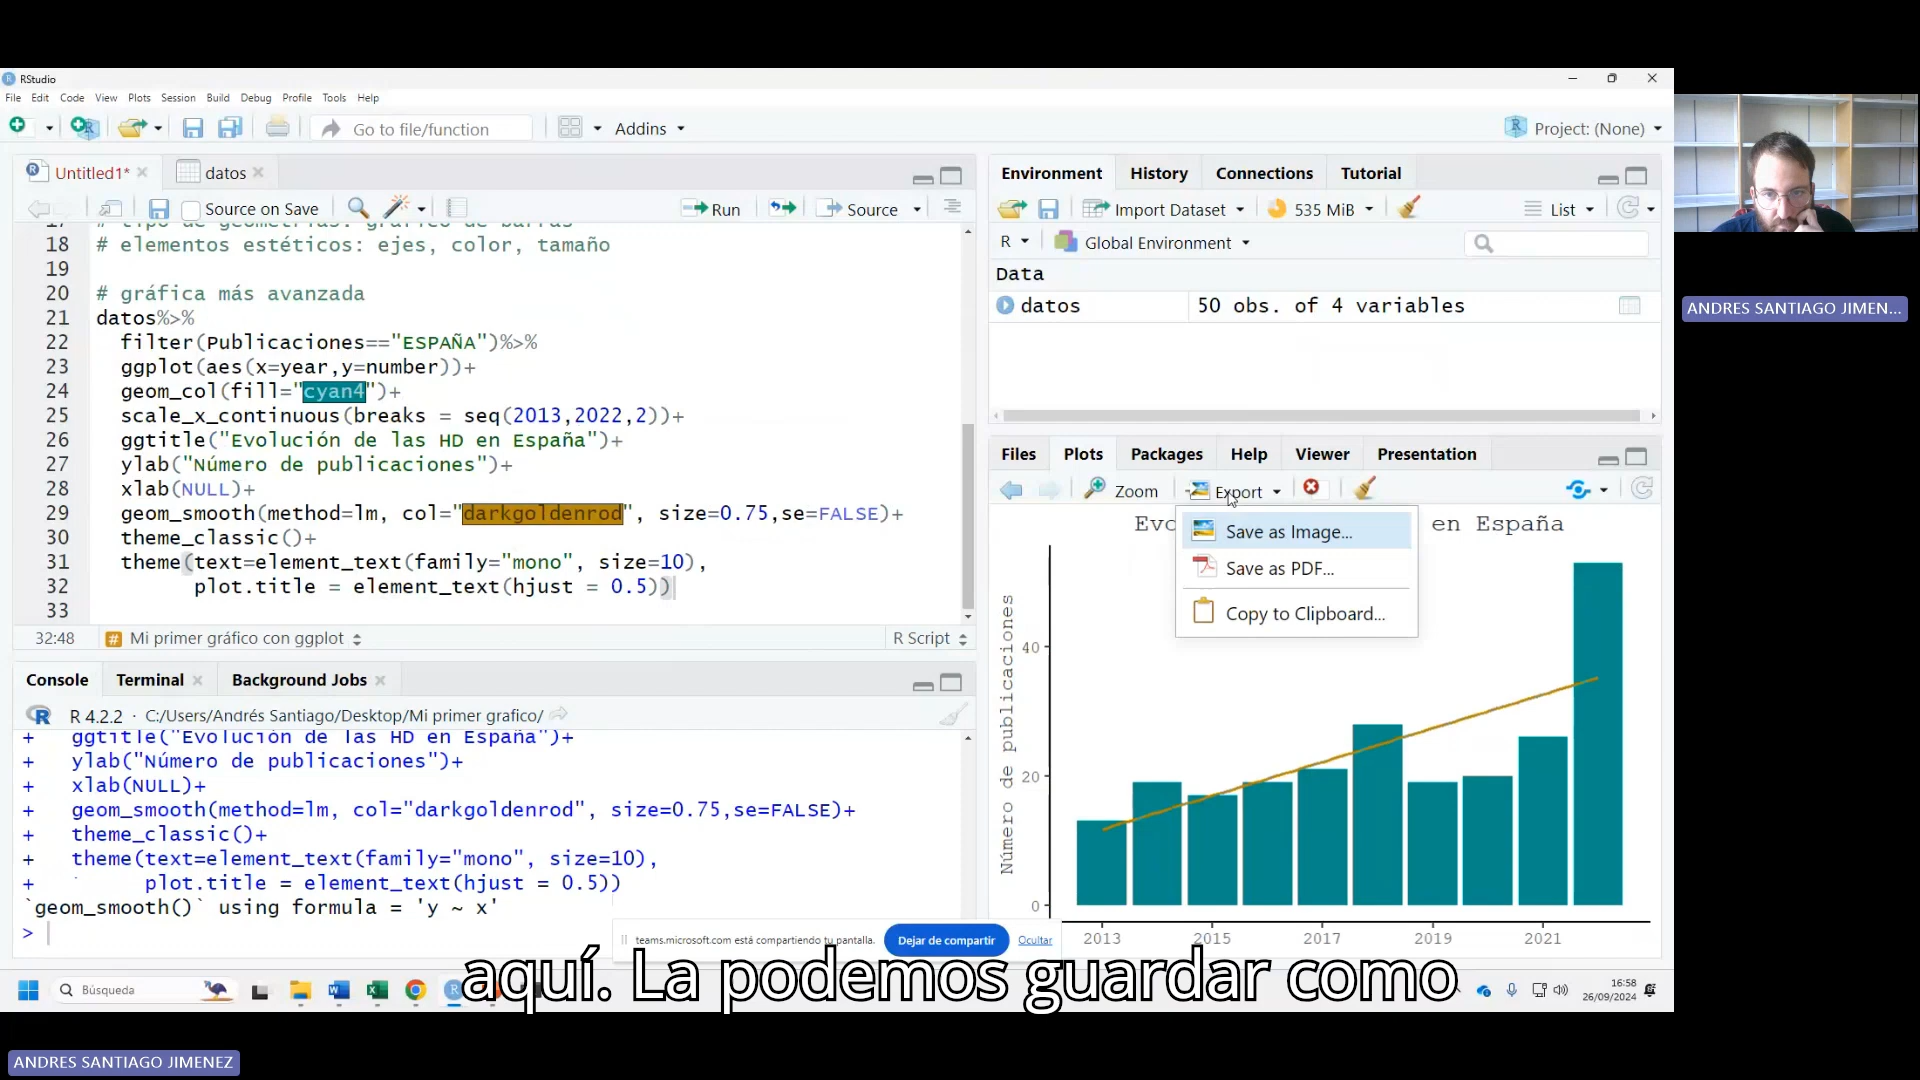 RStudio
File Edit Code View Plots Session Build Debug Profile Tools Help
Go to file/function Addins Project: (None)
Untitled1* datos
Source on Save Run Source
17 # tipo de geometrías: gráfico de barras
18 # elementos estéticos: ejes, color, tamaño
19
20 # gráfica más avanzada
21 datos%>%
22 filter(Publicaciones=="ESPAÑA")%>%
23 ggplot(aes(x=year,y=number))+
24 geom_col(fill="cyan4")+
25 scale_x_continuous(breaks = seq(2013,2022,2))+
26 ggtitle("Evolución de las HD en España")+
27 ylab("Número de publicaciones")+
28 xlab(NULL)+
29 geom_smooth(method=lm, col="darkgoldenrod", size=0.75,se=FALSE)+
30 theme_classic()+
31 theme(text=element_text(family="mono", size=10),
32 plot.title = element_text(hjust = 0.5))
33
32:48 # Mi primer gráfico con ggplot R Script
Console Terminal Background Jobs
R 4.2.2 · C:/Users/Andrés Santiago/Desktop/Mi primer grafico/
+ ggtitle("Evolución de las HD en España")+
+ ylab("Número de publicaciones")+
+ xlab(NULL)+
+ geom_smooth(method=lm, col="darkgoldenrod", size=0.75,se=FALSE)+
+ theme_classic()+
+ theme(text=element_text(family="mono", size=10),
+ plot.title = element_text(hjust = 0.5))
`geom_smooth()` using formula = 'y ~ x'
>
Environment History Connections Tutorial
Import Dataset 535 MiB List
R Global Environment
Data
datos 50 obs. of 4 variables
Files Plots Packages Help Viewer Presentation
Zoom Export
Evo en España
Save as Image...
Save as PDF...
Copy to Clipboard...
Número de publicaciones
40
20
0
2013 2015 2017 2019 2021
teams.microsoft.com está compartiendo tu pantalla. Dejar de compartir Ocultar
aquí. La podemos guardar como
Búsqueda
16:58
26/09/2024
ANDRES SANTIAGO JIMEN...
ANDRES SANTIAGO JIMENEZ